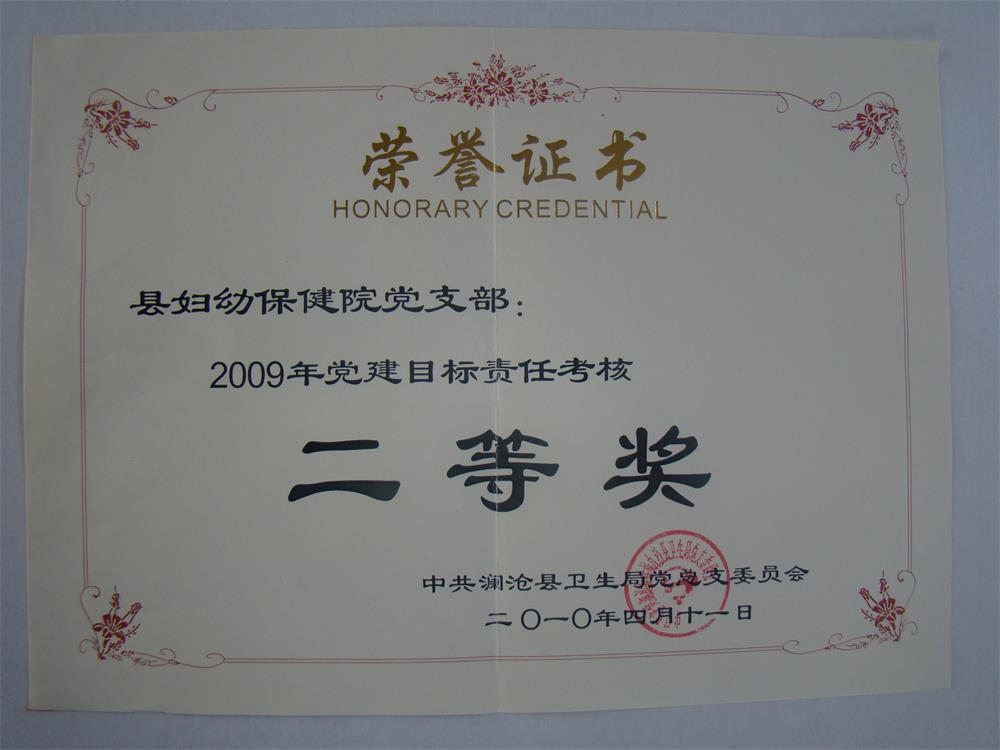 荣誉证书
HONORARY CREDENTIAL
县妇幼保健院党支部：
2009年党建目标责任考核
二等奖
中共澜沧县卫生局党总支委员会
二〇一〇年四月十一日